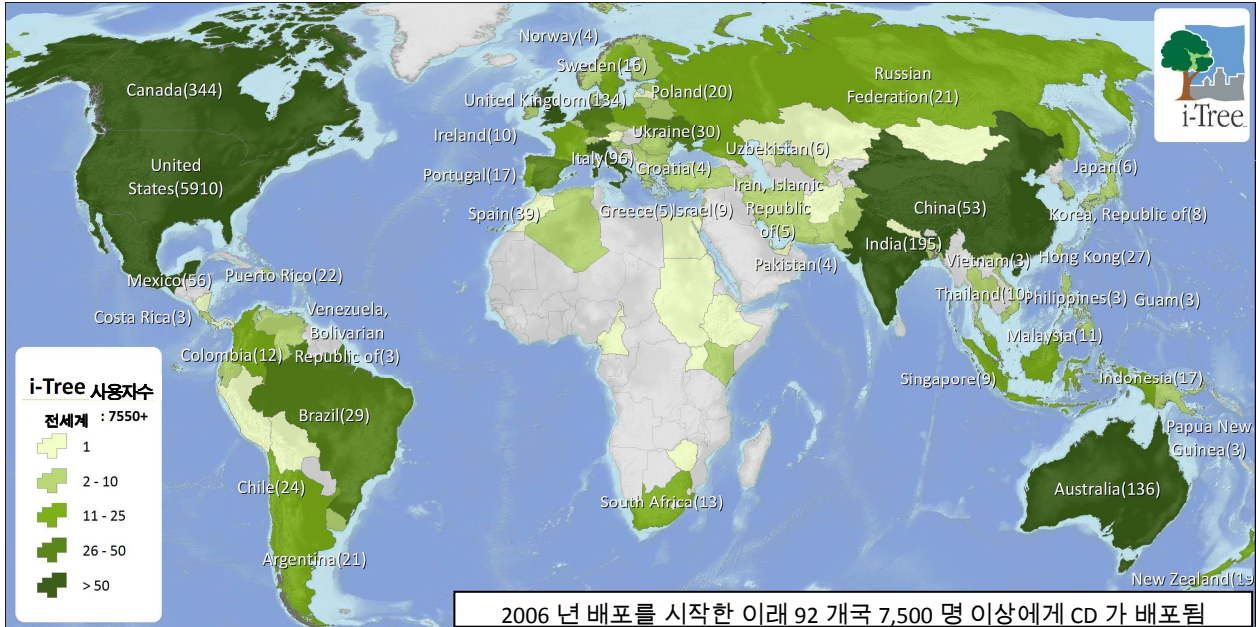 Norway(4)
Sweden(16)
Canada(344)
United Kingdom(134)
Poland(20)
Russian
Federation(21)
i-Tree
Ireland(10)
Ukraine(30)
United
States(5910)
Italy(96)
Croatia(4)
Uzbekistan(6)
Japan(6)
Portugal(17)
Iran, Islamic
Republic
of(5)
Spain(39)
Greece(5)
Israel(9)
China(53)
Korea, Republic of(8)
India(195)
Pakistan(4)
Vietnam(3)
Hong Kong(27)
Mexico(56)
Puerto Rico(22)
Thailand(10)
Philippines(3)
Guam(3)
Costa Rica(3)
Venezuela,
Bolivarian
Republic of(3)
Colombia(12)
Malaysia(11)
Singapore(9)
Indonesia(17)
Brazil(29)
Papua New
Guinea(3)
Chile(24)
South Africa(13)
Australia(136)
Argentina(21)
New Zealand(19
i-Tree 사용자수
전세계 : 7550+
1
2 - 10
11 - 25
26 - 50
> 50
2006 년 배포를 시작한 이래 92 개국 7,500 명 이상에게 CD 가 배포됨